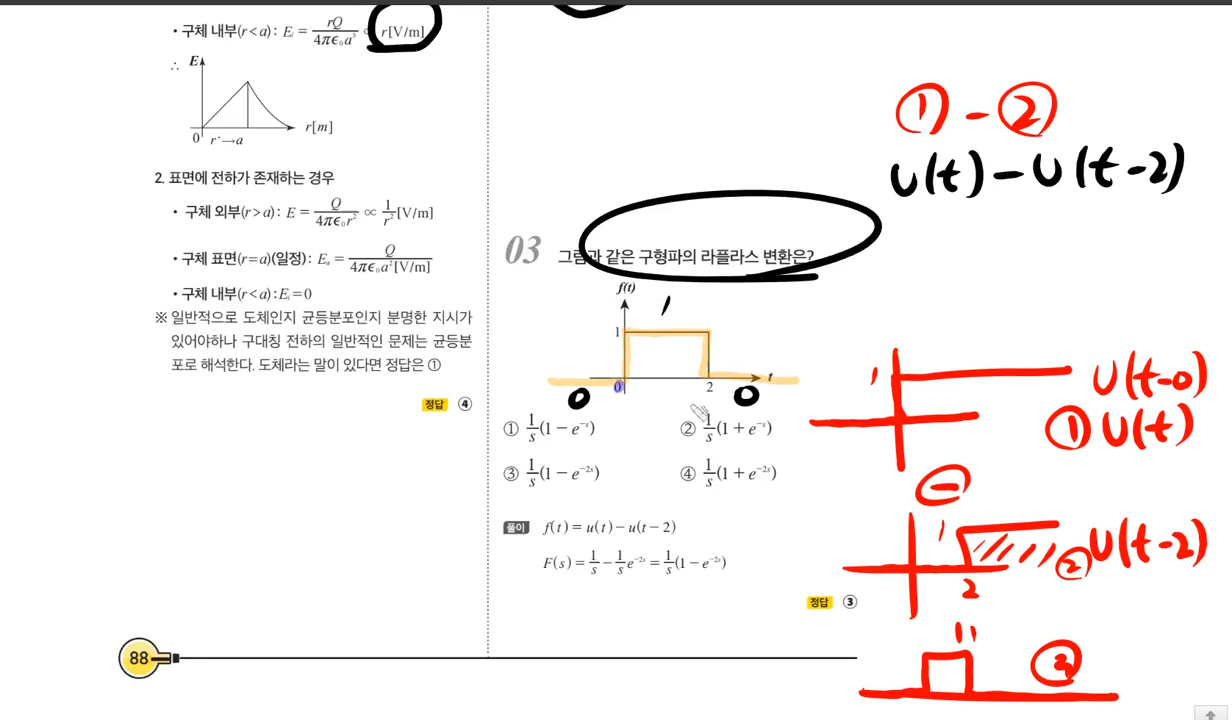 • 구체 내부(r < a) : Eᵢ = rQ / 4πϵ₀a³ ∝ r[V/m]
∴
E
0 r→a r[m]
2. 표면에 전하가 존재하는 경우
• 구체 외부(r > a) : E = Q / 4πϵ₀r² ∝ 1/r² [V/m]
• 구체 표면(r = a)(일정) : Eₐ = Q / 4πϵ₀a²[V/m]
• 구체 내부(r < a) : Eᵢ = 0
※ 일반적으로 도체인지 균등분포인지 분명한 지시가
있어야하나 구대칭 전하의 일반적인 문제는 균등분
포로 해석한다. 도체라는 말이 있다면 정답은 ①
정답 ④
88
03 그림과 같은 구형파의 라플라스 변환은?
f(t)
1
1
0 2 t
0 0
① 1/s (1 − e⁻ˢ) ② 1/s (1 + e⁻ˢ)
③ 1/s (1 − e⁻²ˢ) ④ 1/s (1 + e⁻²ˢ)
풀이 f(t) = u(t) − u(t − 2)
F(s) = 1/s − 1/s e⁻²ˢ = 1/s (1 − e⁻²ˢ)
정답 ③
① − ②
u(t) − u(t−2)
1 u(t−0)
① u(t)
−
1 ② u(t−2)
2